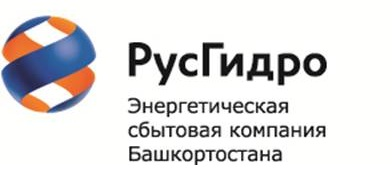 РусГидро
Энергетическая
сбытовая компания
Башкортостана